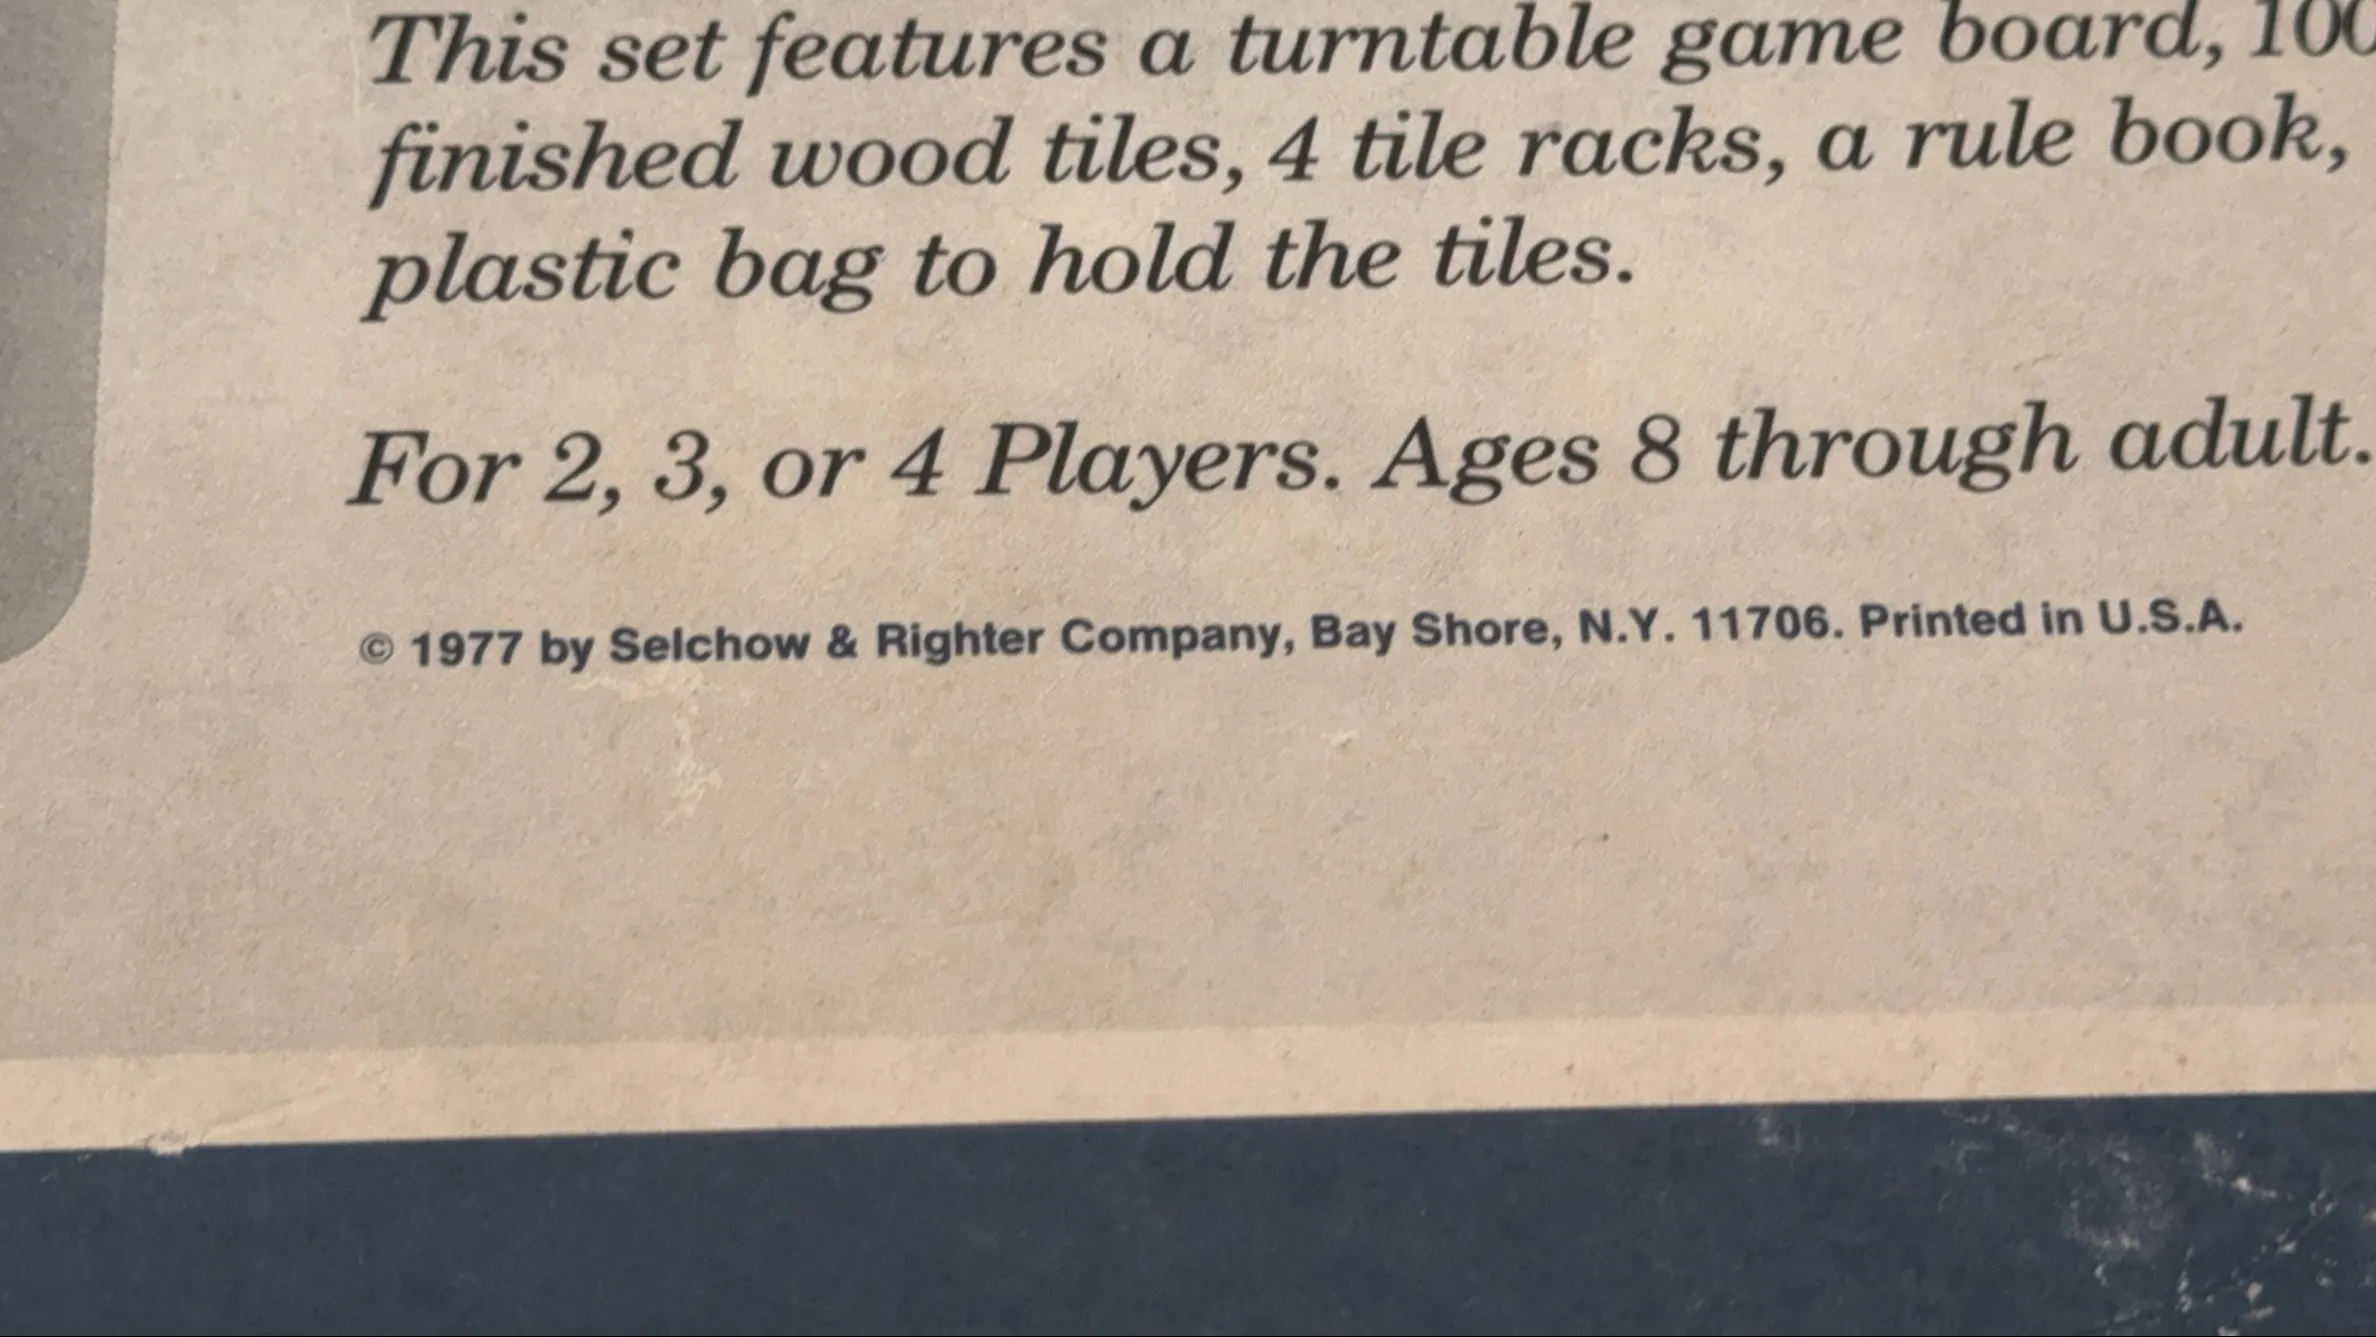 This set features a turntable game board, 100
finished wood tiles, 4 tile racks, a rule book,
plastic bag to hold the tiles.
For 2, 3, or 4 Players. Ages 8 through adult.
© 1977 by Selchow & Righter Company, Bay Shore, N.Y. 11706. Printed in U.S.A.